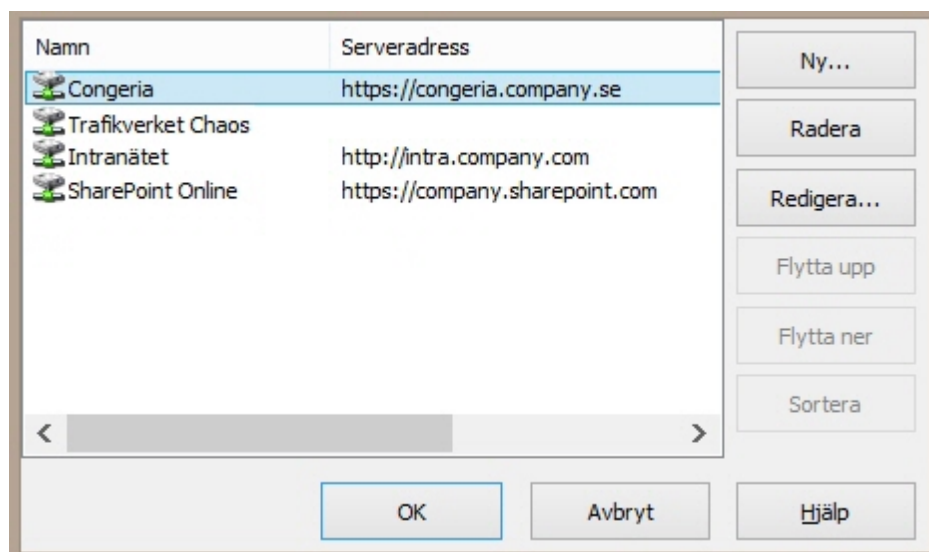 Namn Serveradress
Congeria https://congeria.company.se
Trafikverket Chaos
Intranätet http://intra.company.com
SharePoint Online https://company.sharepoint.com
Ny...
Radera
Redigera...
Flytta upp
Flytta ner
Sortera
OK Avbryt Hjälp